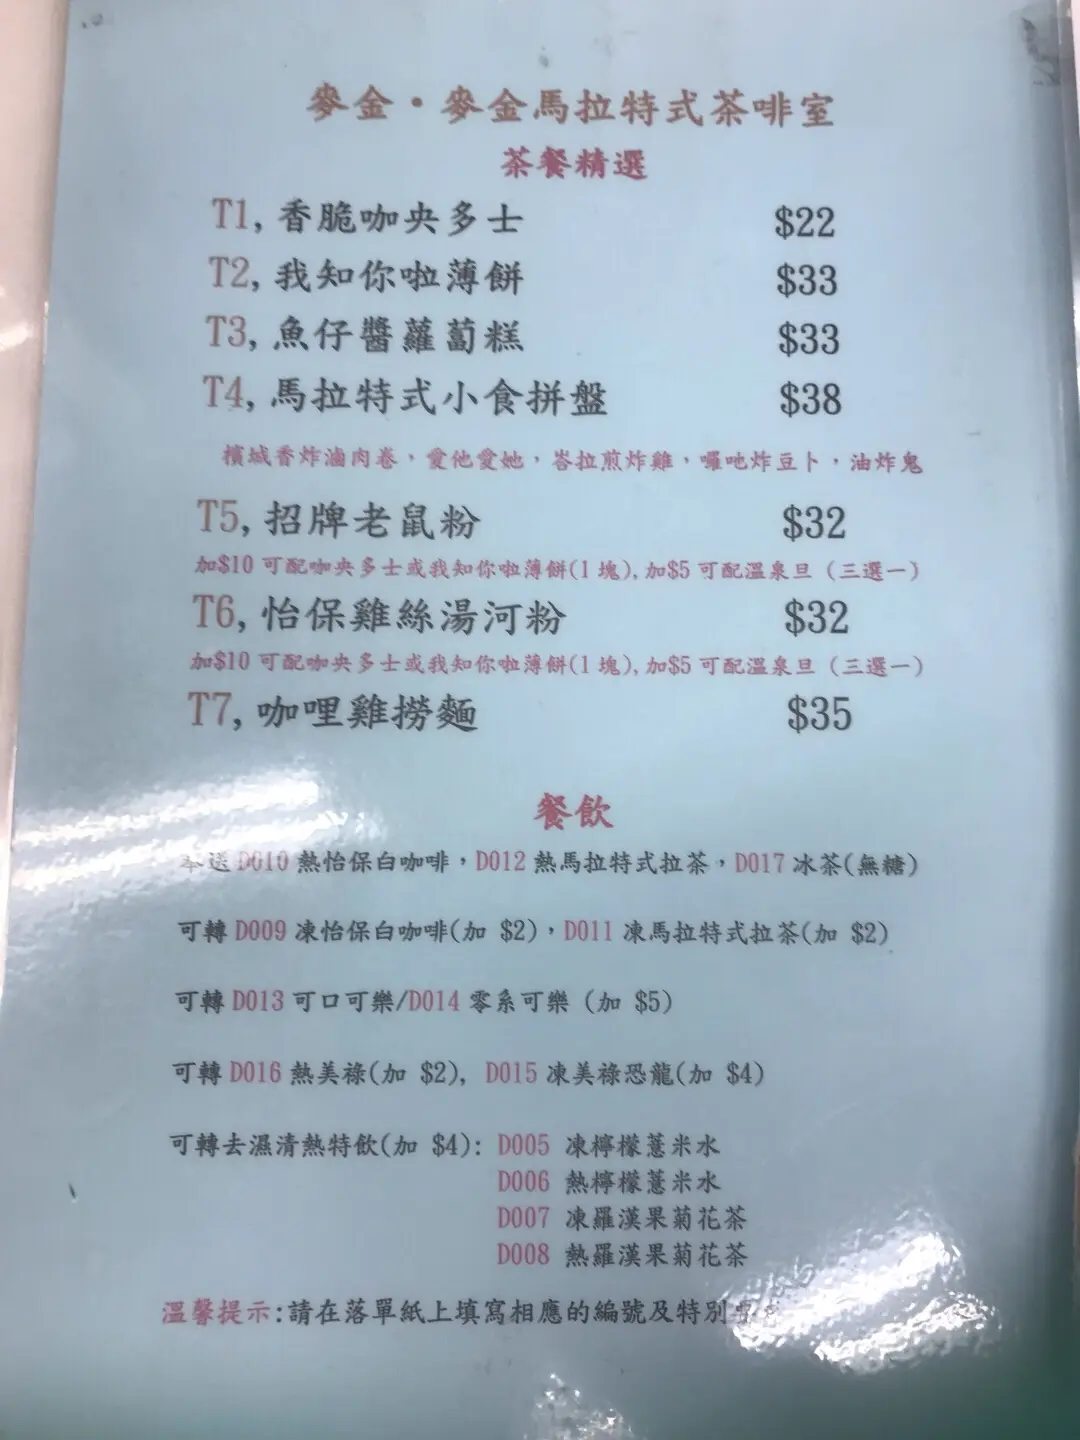 麥金·麥金馬拉特式茶啡室
茶餐精選
T1, 香脆咖央多士 $22
T2, 我知你啦薄餅 $33
T3, 魚仔醬蘿蔔糕 $33
T4, 馬拉特式小食拼盤 $38
檳城香炸滷肉卷，愛他愛她，峇拉煎炸雞，囉吔炸豆卜，油炸鬼
T5, 招牌老鼠粉 $32
加$10 可配咖央多士或我知你啦薄餅(1 塊), 加$5 可配溫泉旦 (三選一)
T6, 怡保雞絲湯河粉 $32
加$10 可配咖央多士或我知你啦薄餅(1 塊), 加$5 可配溫泉旦 (三選一)
T7, 咖哩雞撈麵 $35
餐飲
送 D010 熱怡保白咖啡，D012 熱馬拉特式拉茶，D017 冰茶(無糖)
可轉 D009 凍怡保白咖啡(加 $2)，D011 凍馬拉特式拉茶(加 $2)
可轉 D013 可口可樂/D014 零系可樂 (加 $5)
可轉 D016 熱美祿(加 $2), D015 凍美祿恐龍(加 $4)
可轉去濕清熱特飲(加 $4): D005 凍檸檬薏米水
D006 熱檸檬薏米水
D007 凍羅漢果菊花茶
D008 熱羅漢果菊花茶
溫馨提示:請在落單紙上填寫相應的編號及特別